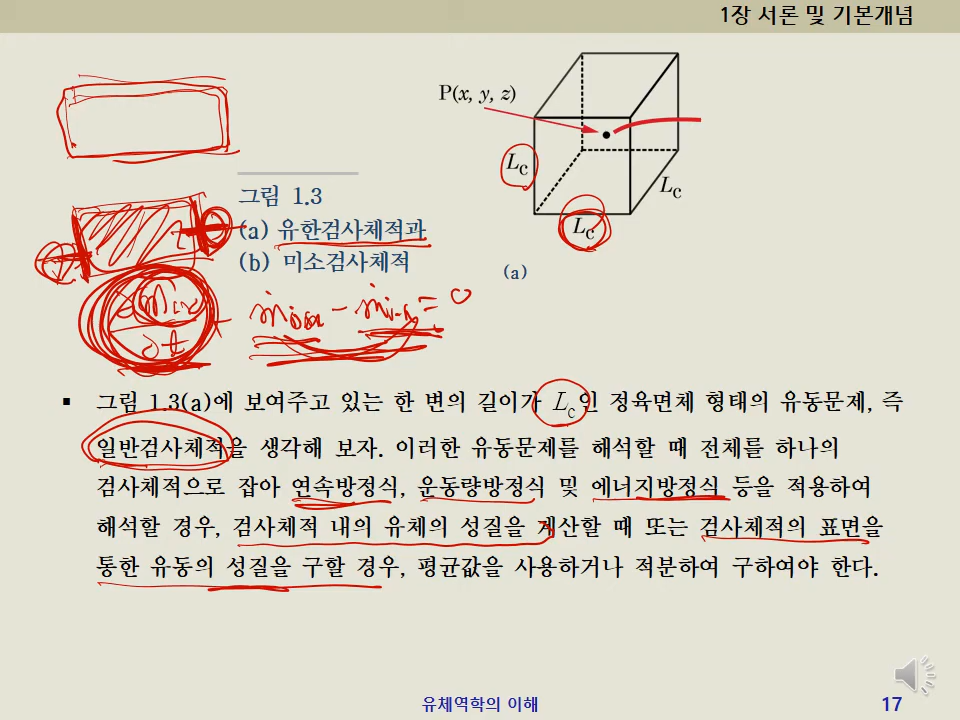 1장 서론 및 기본개념
P(x, y, z)
L_c
L_c
L_c
(a)
그림 1.3
(a) 유한검사체적과
(b) 미소검사체적
ṁout - ṁin = 0
▪ 그림 1.3(a)에 보여주고 있는 한 변의 길이가 L_c인 정육면체 형태의 유동문제, 즉
일반검사체적을 생각해 보자. 이러한 유동문제를 해석할 때 전체를 하나의
검사체적으로 잡아 연속방정식, 운동량방정식 및 에너지방정식 등을 적용하여
해석할 경우, 검사체적 내의 유체의 성질을 계산할 때 또는 검사체적의 표면을
통한 유동의 성질을 구할 경우, 평균값을 사용하거나 적분하여 구하여야 한다.
유체역학의 이해
17